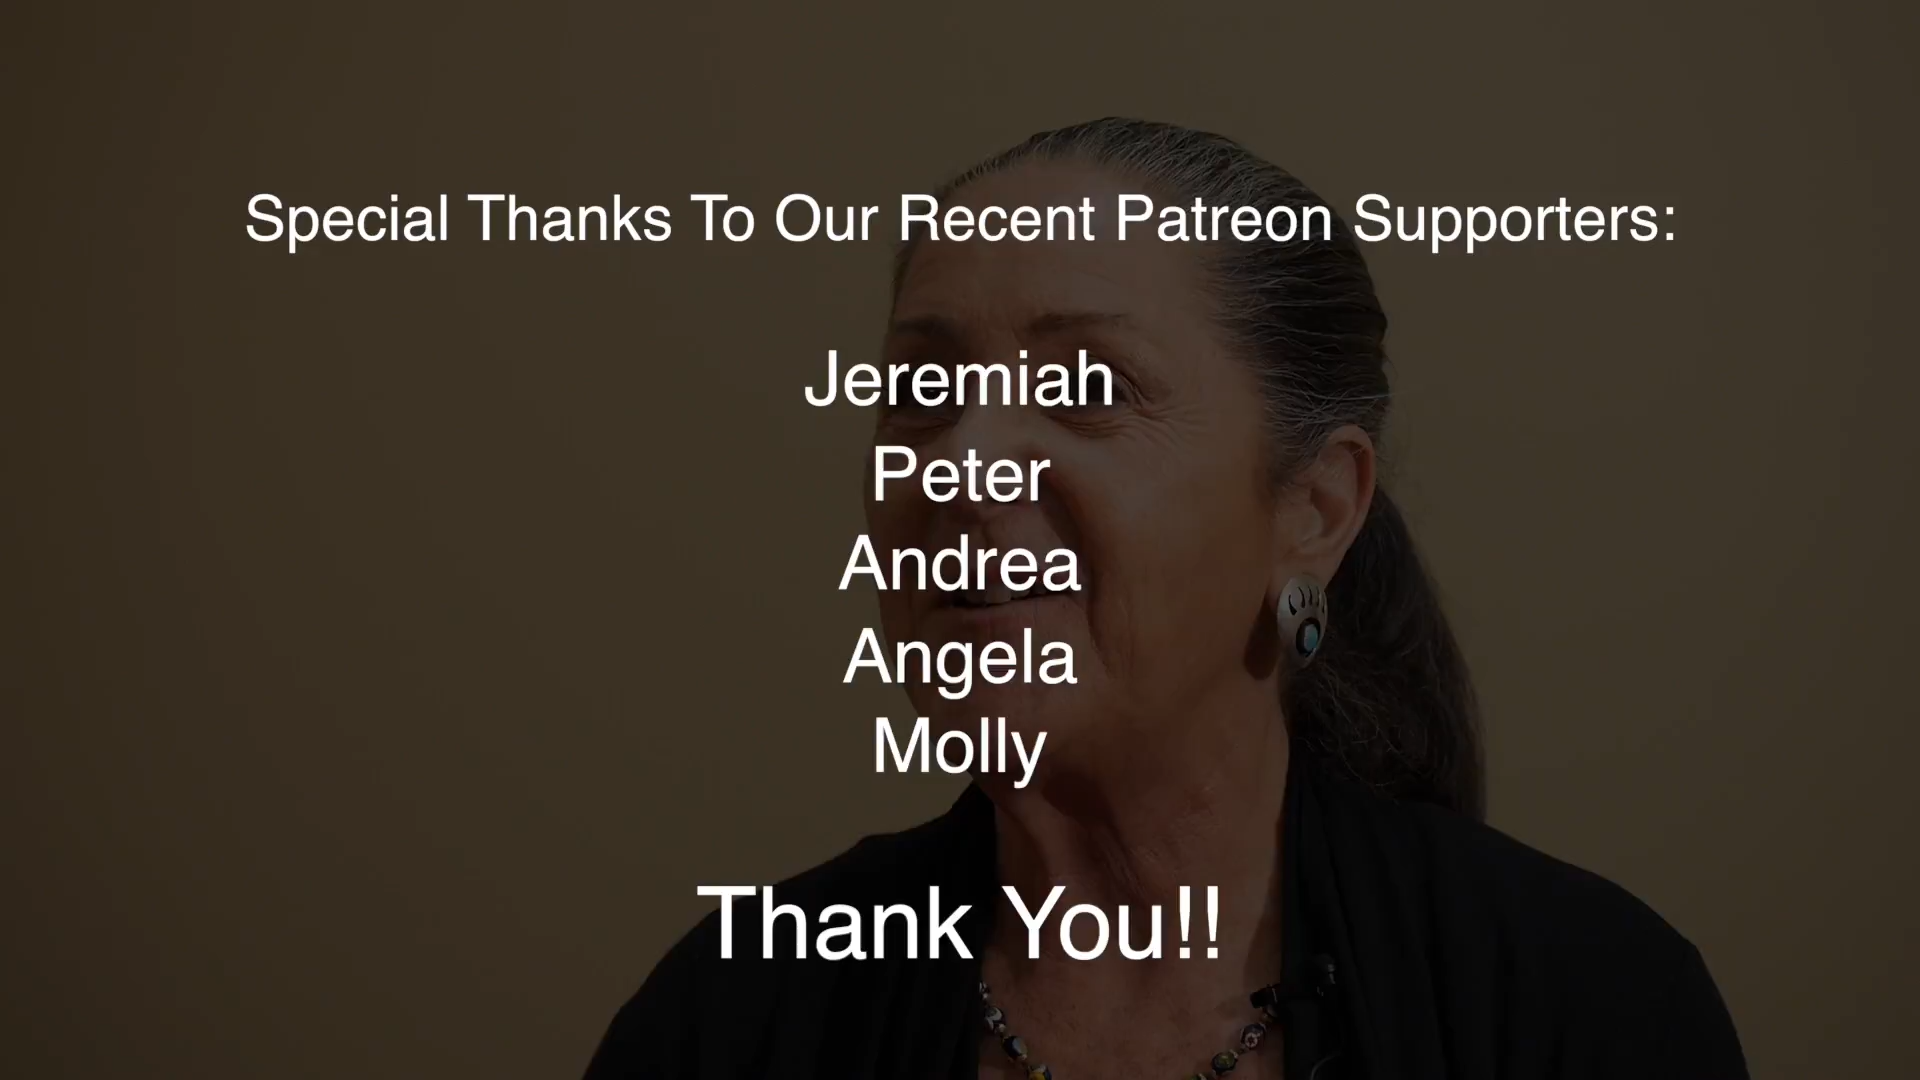 Special Thanks To Our Recent Patreon Supporters:
Jeremiah
Peter
Andrea
Angela
Molly
Thank You!!